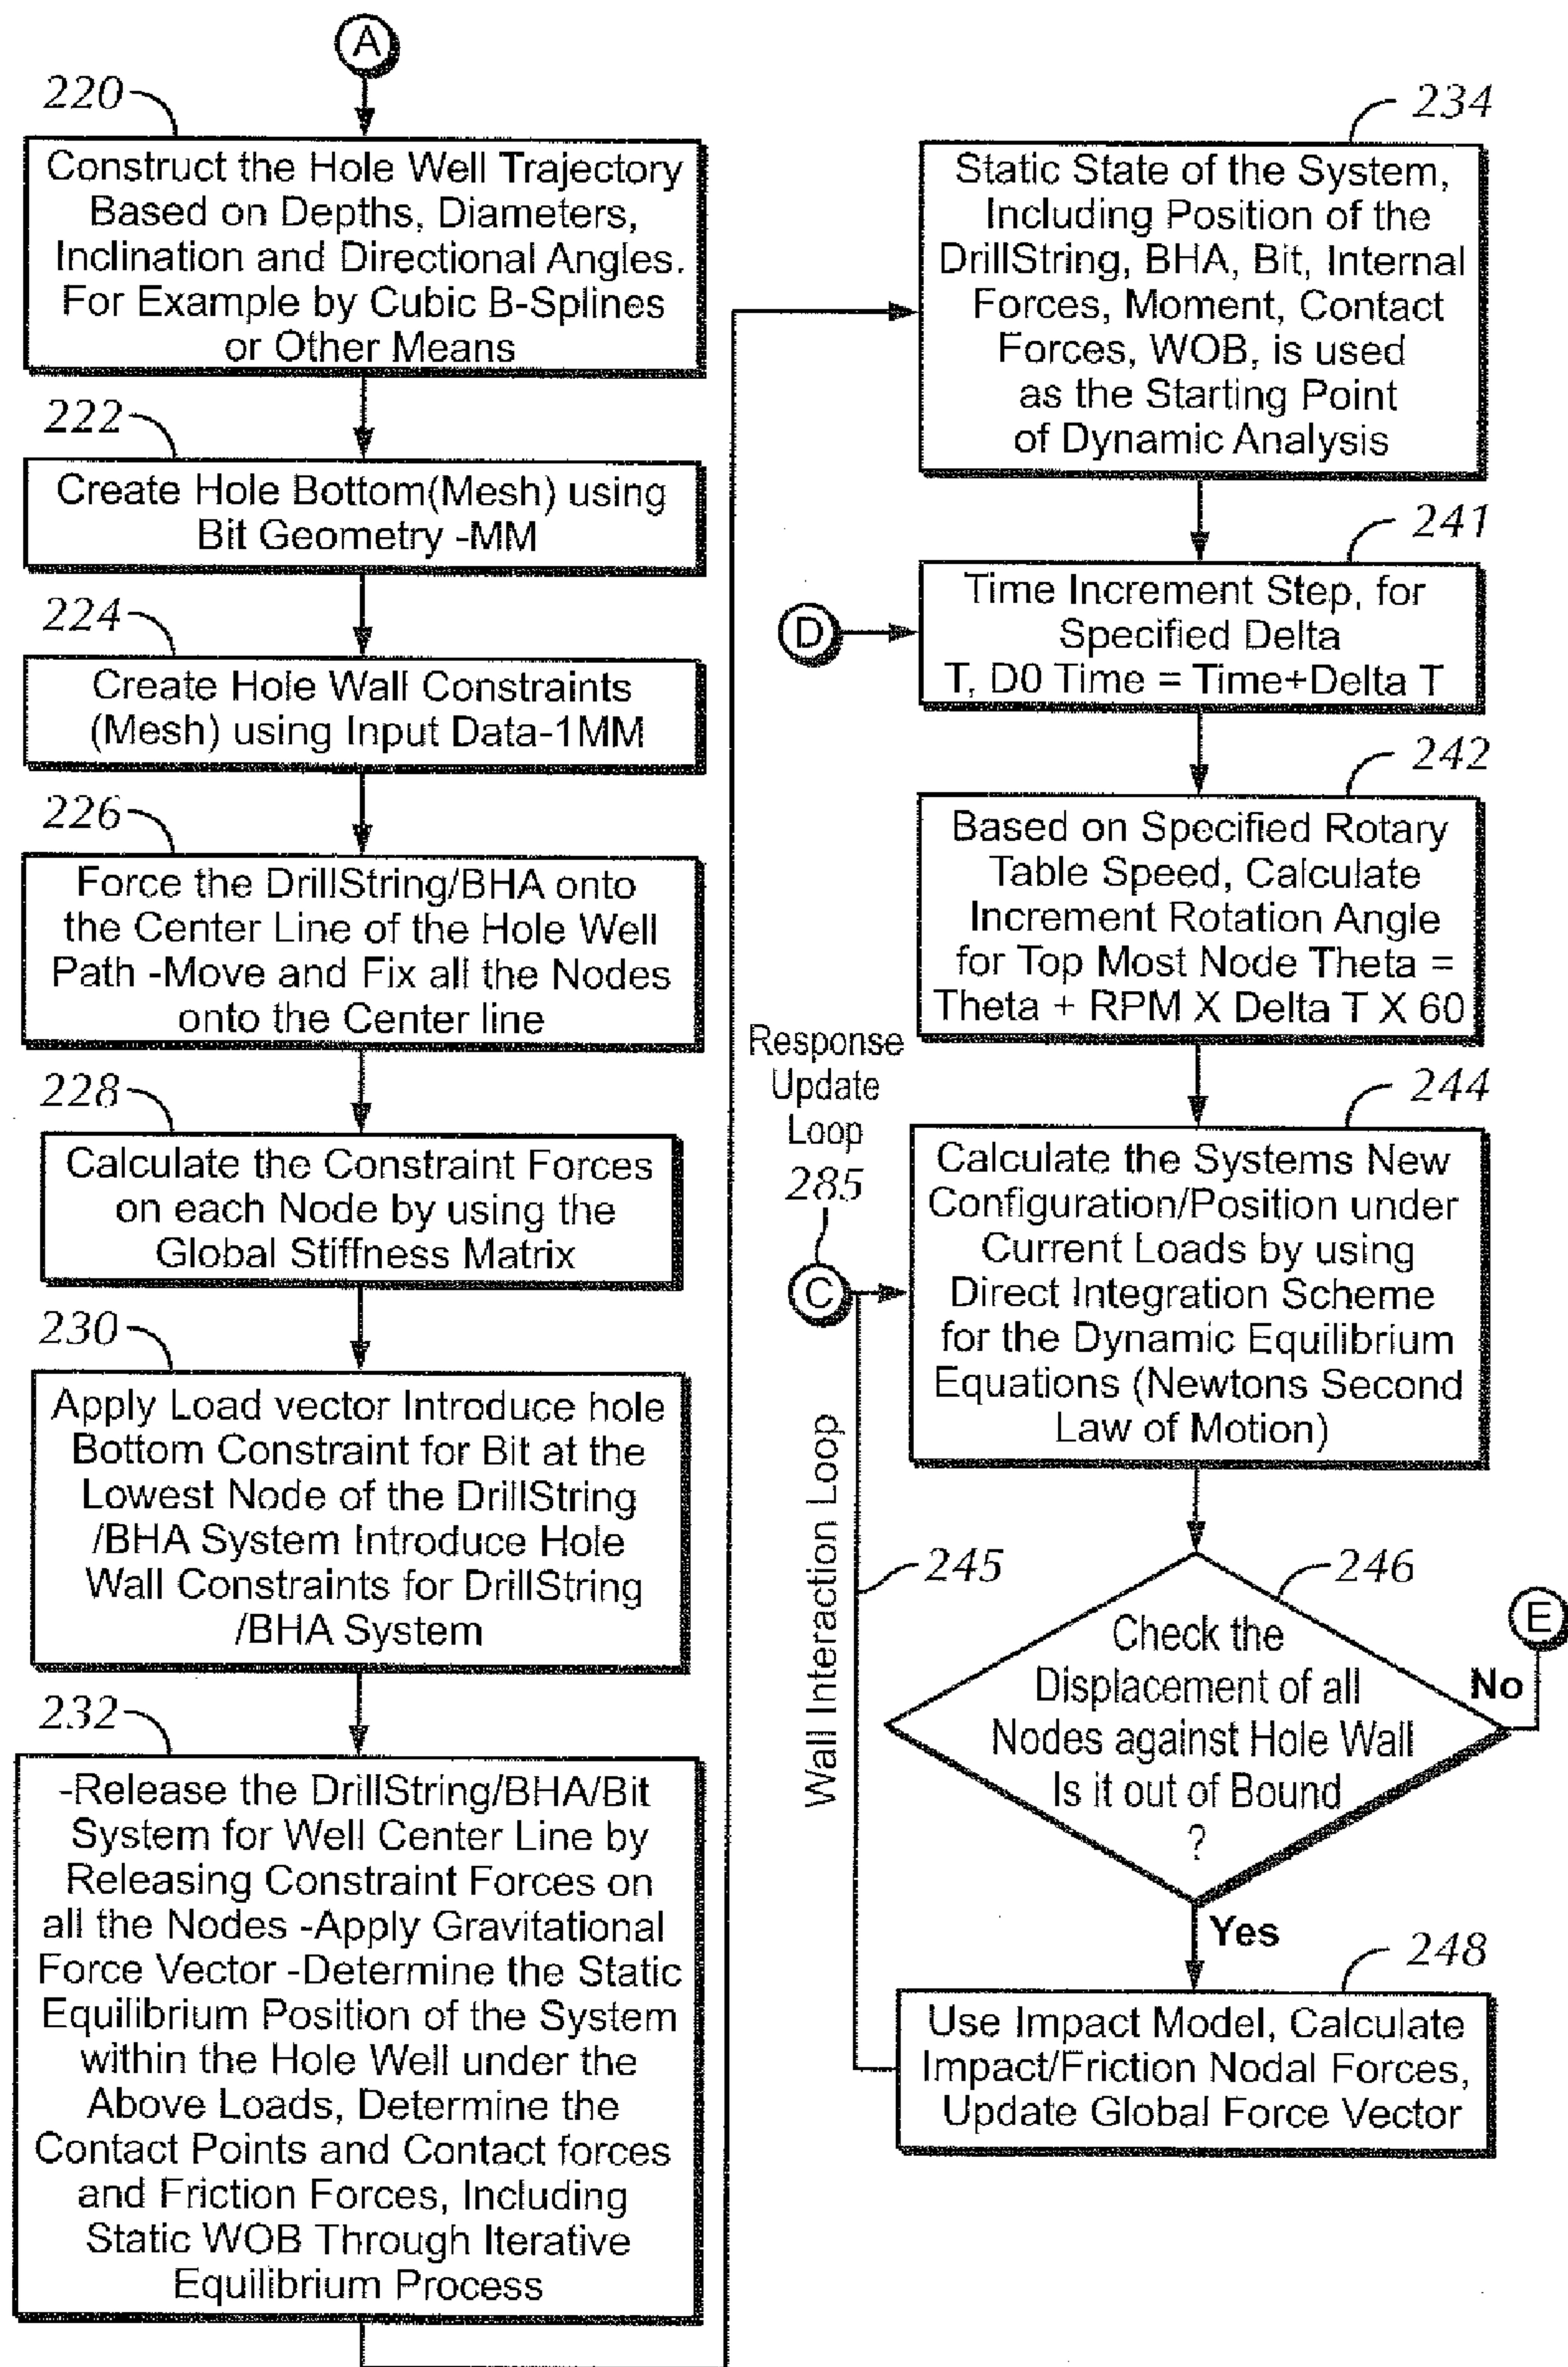 A
220
Construct the Hole Well Trajectory
Based on Depths, Diameters,
Inclination and Directional Angles.
For Example by Cubic B-Splines
or Other Means
222
Create Hole Bottom(Mesh) using
Bit Geometry -MM
224
Create Hole Wall Constraints
(Mesh) using Input Data-1MM
226
Force the DrillString/BHA onto
the Center Line of the Hole Well
Path -Move and Fix all the Nodes
onto the Center line
228
Calculate the Constraint Forces
on each Node by using the
Global Stiffness Matrix
230
Apply Load vector Introduce hole
Bottom Constraint for Bit at the
Lowest Node of the DrillString
/BHA System Introduce Hole
Wall Constraints for DrillString
/BHA System
232
-Release the DrillString/BHA/Bit
System for Well Center Line by
Releasing Constraint Forces on
all the Nodes -Apply Gravitational
Force Vector -Determine the Static
Equilibrium Position of the System
within the Hole Well under the
Above Loads, Determine the
Contact Points and Contact forces
and Friction Forces, Including
Static WOB Through Iterative
Equilibrium Process
234
Static State of the System,
Including Position of the
DrillString, BHA, Bit, Internal
Forces, Moment, Contact
Forces, WOB, is used
as the Starting Point
of Dynamic Analysis
241
D
Time Increment Step, for
Specified Delta
T, D0 Time = Time+Delta T
242
Based on Specified Rotary
Table Speed, Calculate
Increment Rotation Angle
for Top Most Node Theta =
Theta + RPM X Delta T X 60
Response
Update
Loop
285
C
244
Calculate the Systems New
Configuration/Position under
Current Loads by using
Direct Integration Scheme
for the Dynamic Equilibrium
Equations (Newtons Second
Law of Motion)
Wall Interaction Loop
245
246
Check the
Displacement of all
Nodes against Hole Wall
Is it out of Bound
?
No
E
Yes
248
Use Impact Model, Calculate
Impact/Friction Nodal Forces,
Update Global Force Vector